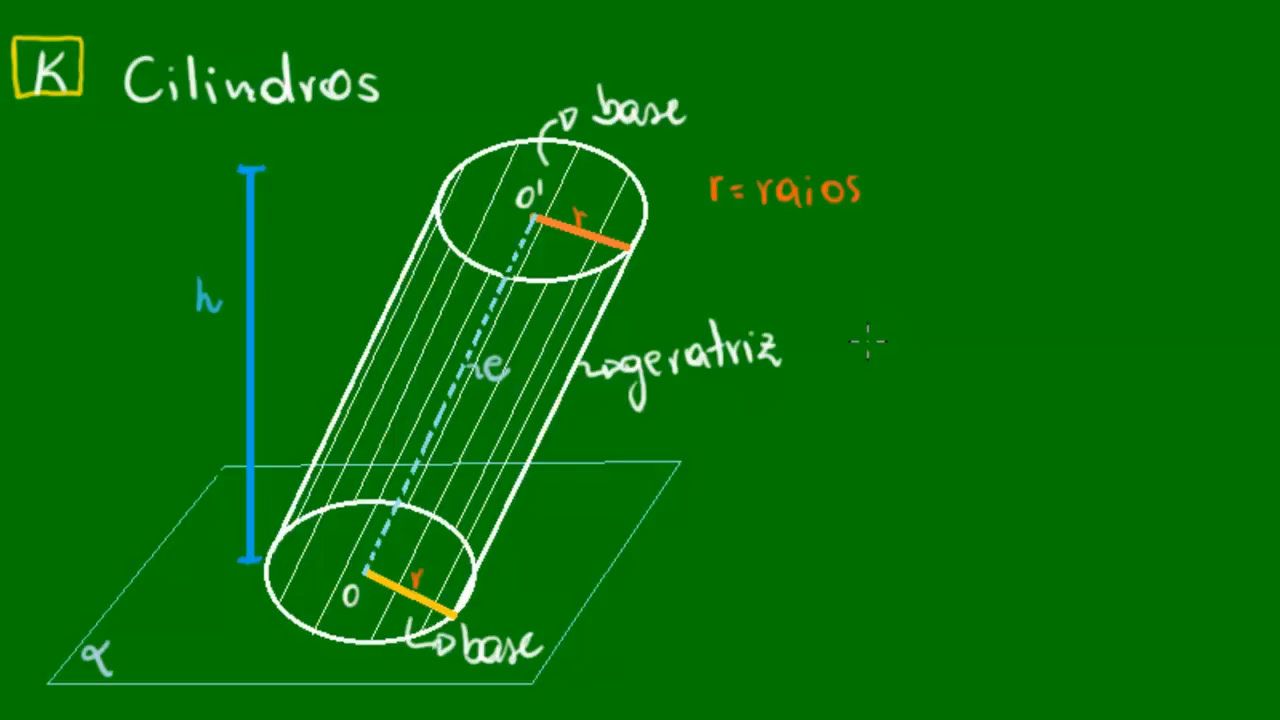 K Cilindros
base
O'
r
r= raios
h
e
geratriz
r
O
base
α